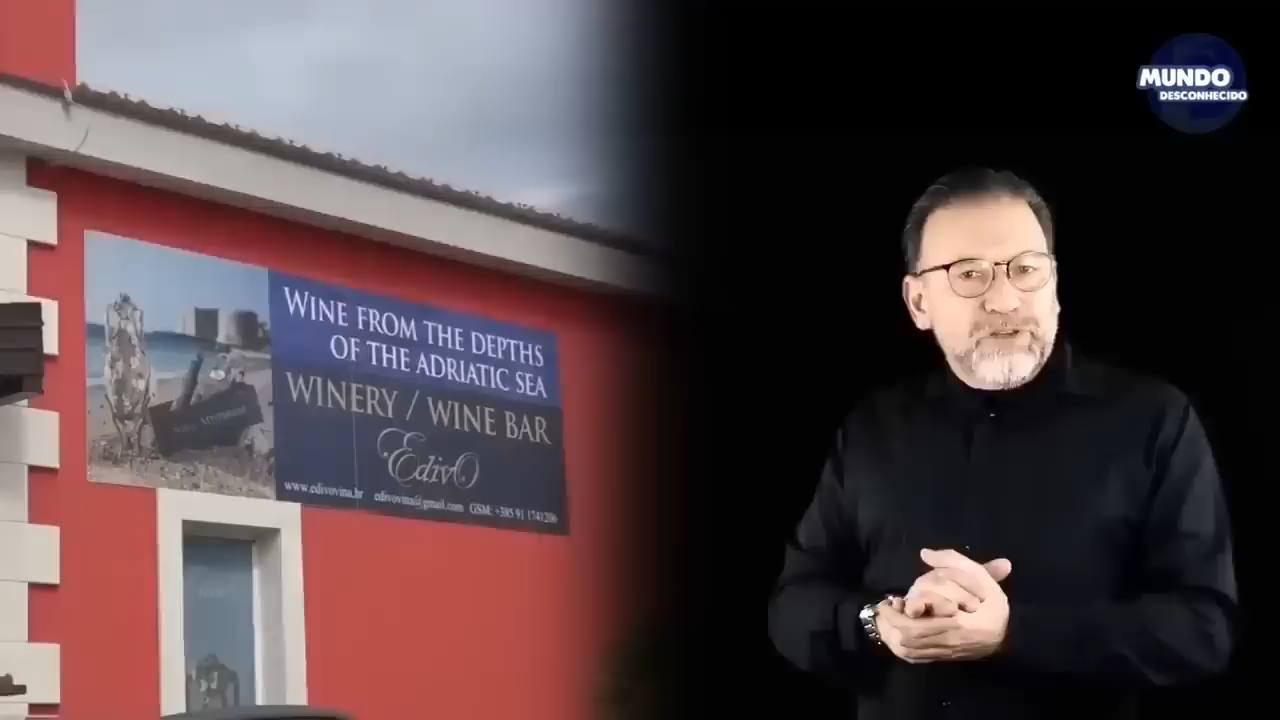 WINE FROM THE DEPTHS
OF THE ADRIATIC SEA
WINERY / WINE BAR
EdivO
www.edivovina.hr edivovina@gmail.com GSM: +385 91 1741206
MUNDO
DESCONHECIDO